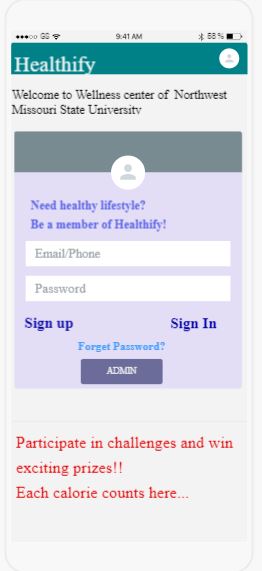 GS 9:41 AM 58%
Healthify
Welcome to Wellness center of Northwest
Missouri State University
Need healthy lifestyle?
Be a member of Healthify!
Email/Phone
Password
Sign up Sign In
Forget Password?
ADMIN
Participate in challenges and win
exciting prizes!!
Each calorie counts here...